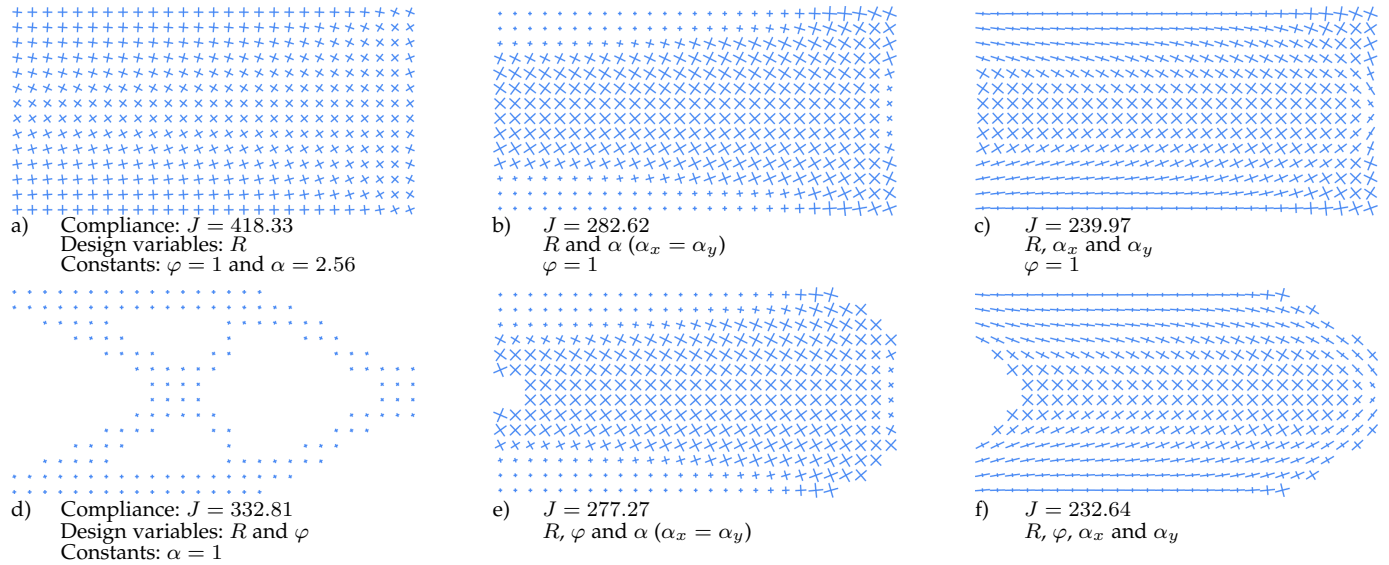 a) Compliance: J = 418.33
Design variables: R
Constants: φ = 1 and α = 2.56
b) J = 282.62
R and α (αx = αy)
φ = 1
c) J = 239.97
R, αx and αy
φ = 1
d) Compliance: J = 332.81
Design variables: R and φ
Constants: α = 1
e) J = 277.27
R, φ and α (αx = αy)
f) J = 232.64
R, φ, αx and αy